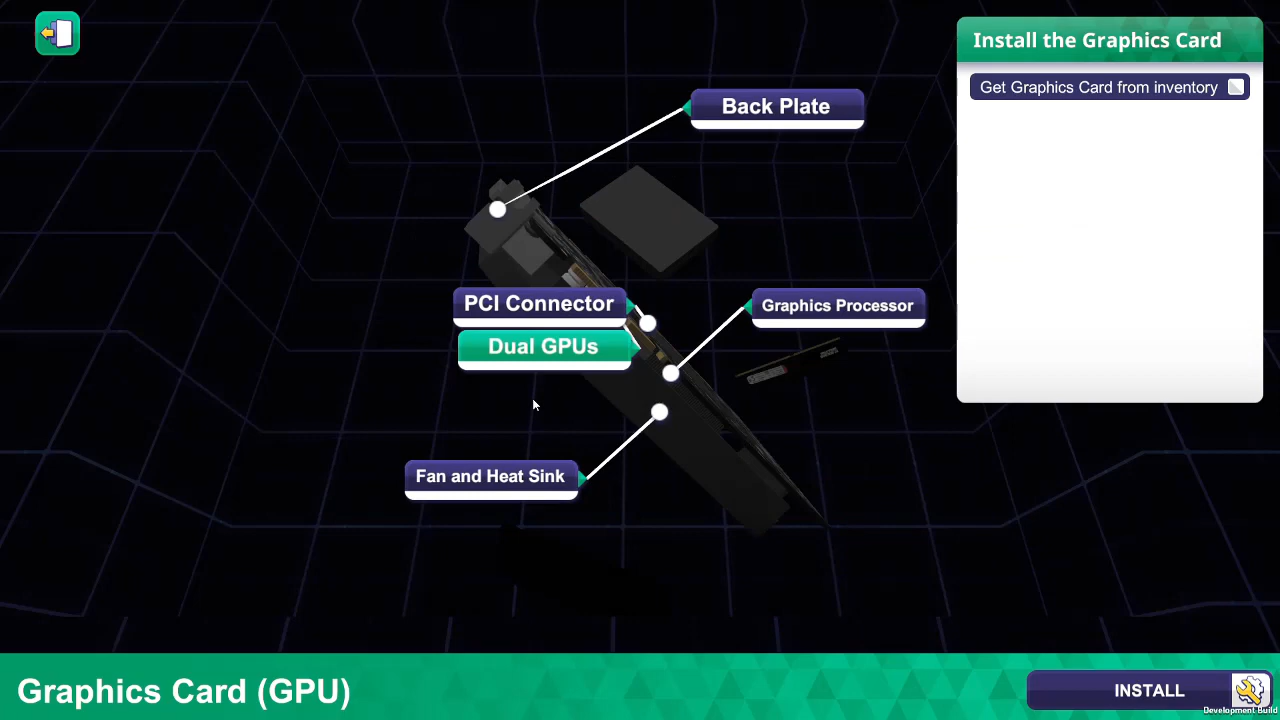 Install the Graphics Card
Get Graphics Card from inventory
Back Plate
PCI Connector
Graphics Processor
Dual GPUs
Fan and Heat Sink
Graphics Card (GPU)
INSTALL
Development Build